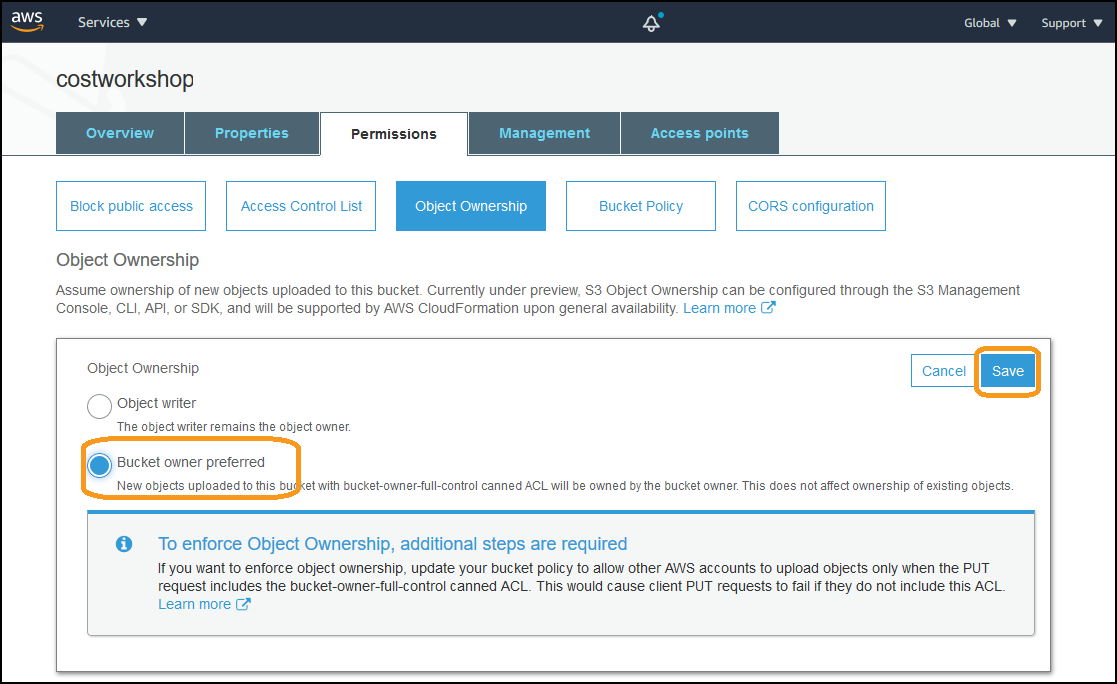 aws
Services
Global
Support
costworkshop
Overview
Properties
Permissions
Management
Access points
Block public access
Access Control List
Object Ownership
Bucket Policy
CORS configuration
Object Ownership
Assume ownership of new objects uploaded to this bucket. Currently under preview, S3 Object Ownership can be configured through the S3 Management
Console, CLI, API, or SDK, and will be supported by AWS CloudFormation upon general availability. Learn more
Object Ownership
Cancel
Save
Object writer
The object writer remains the object owner.
Bucket owner preferred
New objects uploaded to this bucket with bucket-owner-full-control canned ACL will be owned by the bucket owner. This does not affect ownership of existing objects.
To enforce Object Ownership, additional steps are required
If you want to enforce object ownership, update your bucket policy to allow other AWS accounts to upload objects only when the PUT
request includes the bucket-owner-full-control canned ACL. This would cause client PUT requests to fail if they do not include this ACL.
Learn more